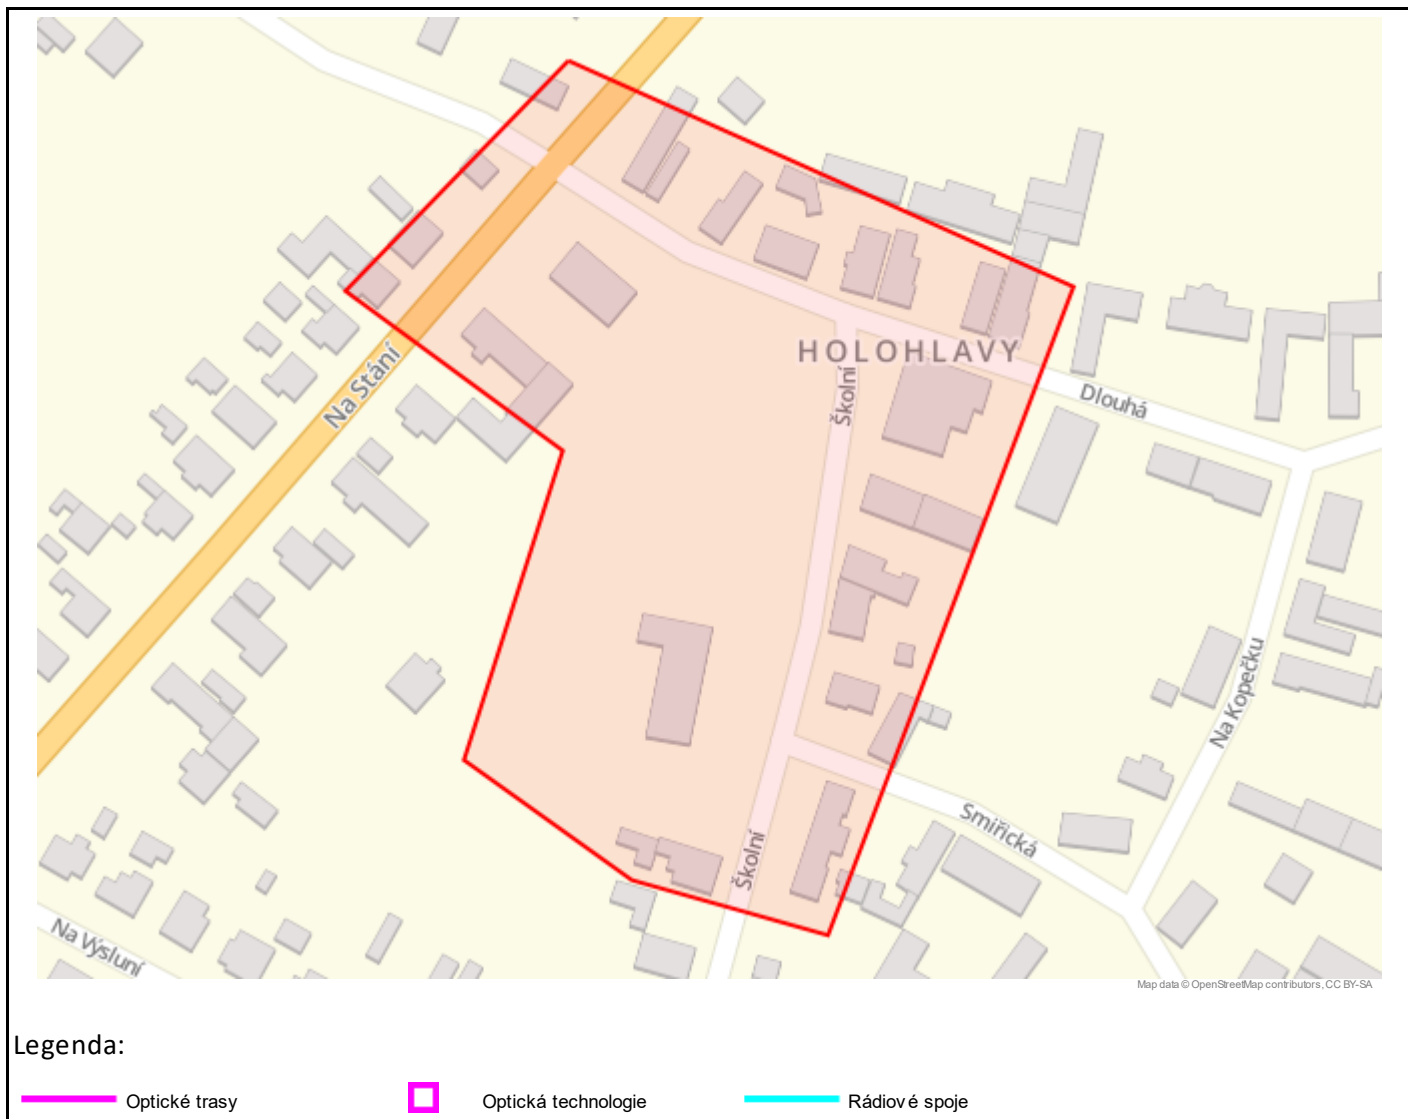 HOLOHLAVY
Na Stání
Školní
Dlouhá
Na Kopečku
Smiřická
Školní
Na Výsluní
Map data © OpenStreetMap contributors, CC BY-SA
Legenda:
Optické trasy
Optická technologie
Rádiové spoje